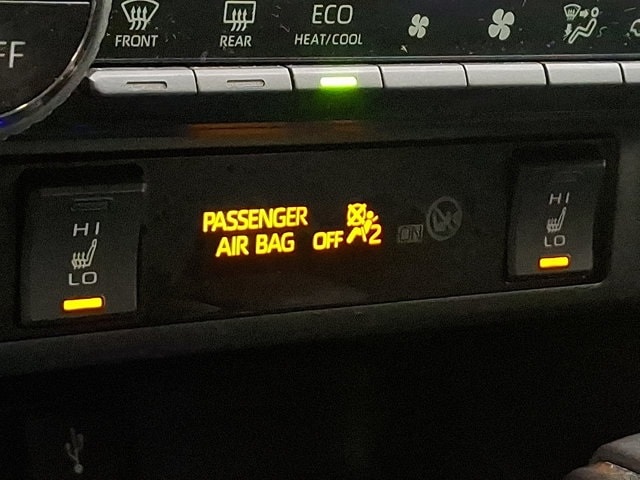 FF
FRONT
REAR
ECO
HEAT/COOL
HI
LO
PASSENGER
AIR BAG OFF 2
ON
HI
LO